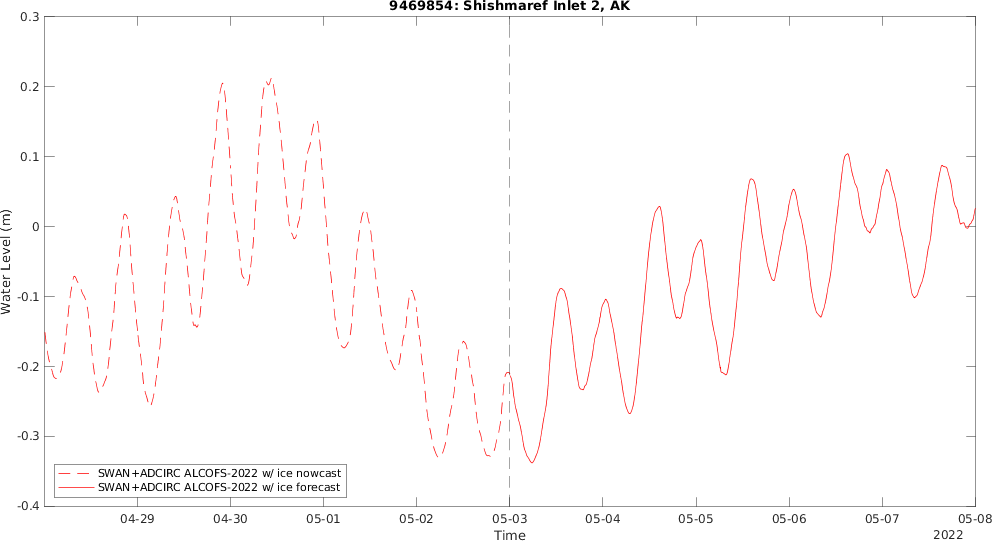 9469854: Shishmaref Inlet 2, AK
0.3
0.2
0.1
0
-0.1
-0.2
-0.3
-0.4
Water Level (m)
SWAN+ADCIRC ALCOFS-2022 w/ ice nowcast
SWAN+ADCIRC ALCOFS-2022 w/ ice forecast
04-29 04-30 05-01 05-02 05-03 05-04 05-05 05-06 05-07 05-08
Time
2022